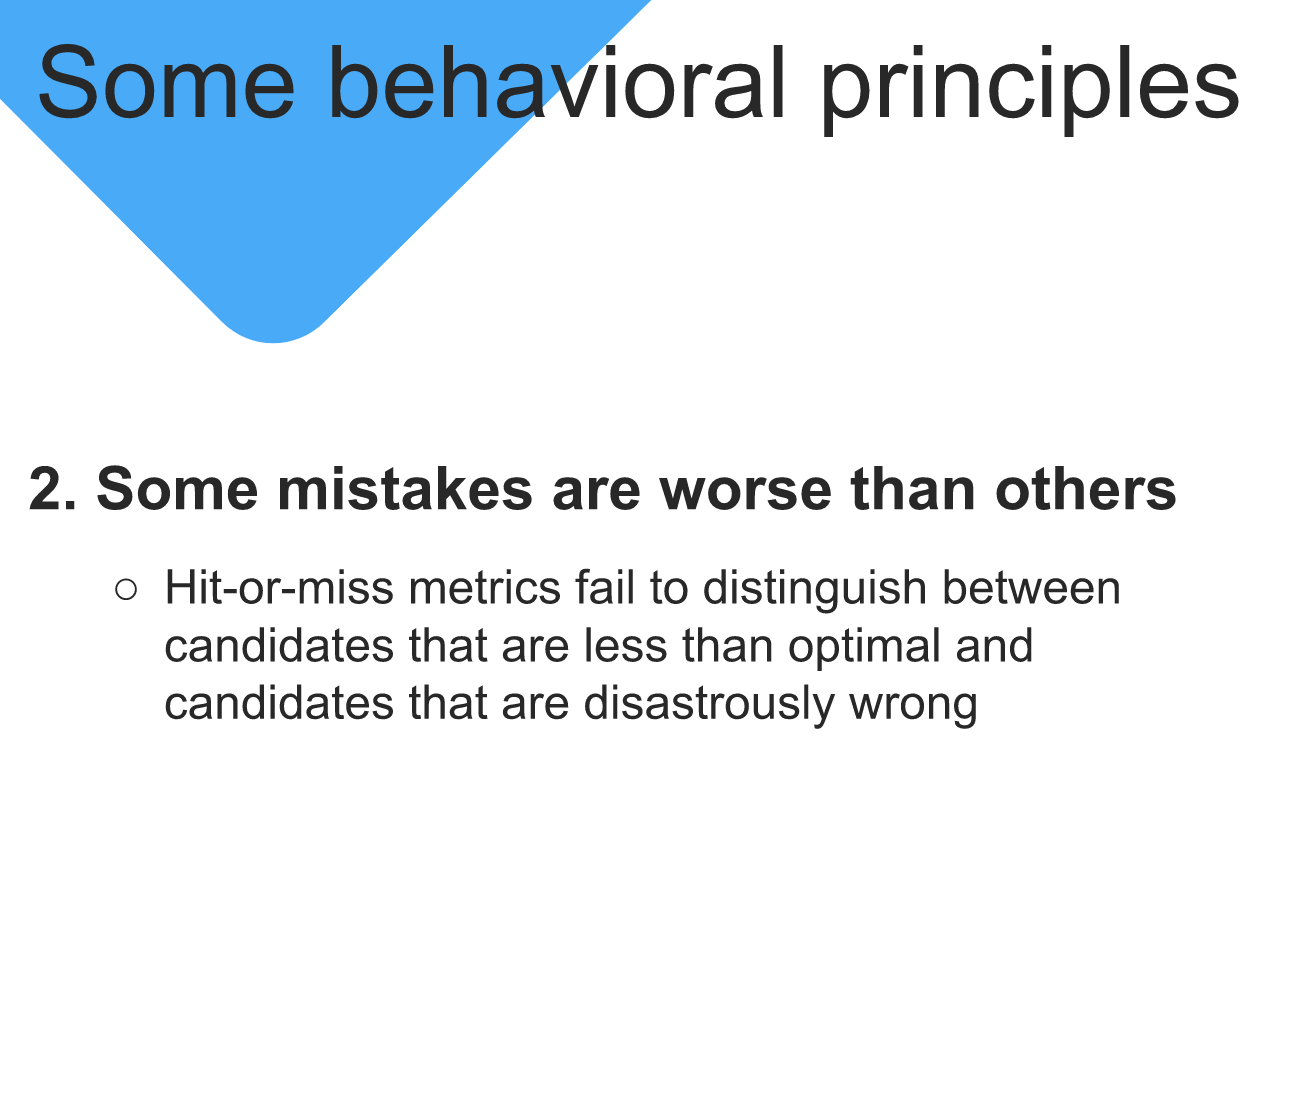 Some behavioral principles
2. Some mistakes are worse than others
○ Hit-or-miss metrics fail to distinguish between
candidates that are less than optimal and
candidates that are disastrously wrong